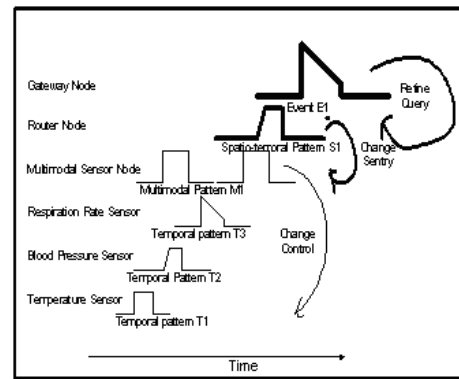 Gateway Node
Refine
Query
Event E1
Router Node
Change
Sentry
Spatio-terroral Pattern S1
Multimodal Sensor Node
Multimodal Pattern M1
Respiration Rate Sensor
Temporal pattern T3
Change
Control
Blood Pressure Sensor
Temporal Pattern T2
Temperature Sensor
Temporal pattern T1
Time